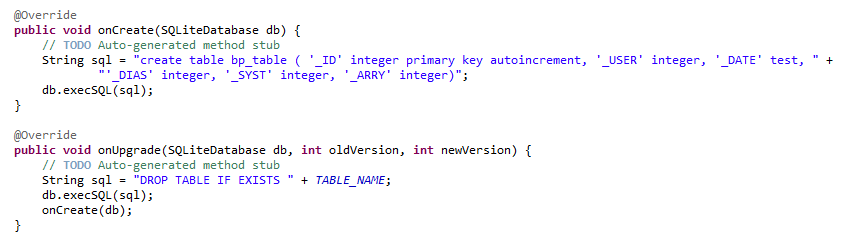 @Override
public void onCreate(SQLiteDatabase db) {
// TODO Auto-generated method stub
String sql = "create table bp_table ( '_ID' integer primary key autoincrement, '_USER' integer, '_DATE' test, " +
"'_DIAS' integer, '_SYST' integer, '_ARRY' integer)";
db.execSQL(sql);
}
@Override
public void onUpgrade(SQLiteDatabase db, int oldVersion, int newVersion) {
// TODO Auto-generated method stub
String sql = "DROP TABLE IF EXISTS " + TABLE_NAME;
db.execSQL(sql);
onCreate(db);
}